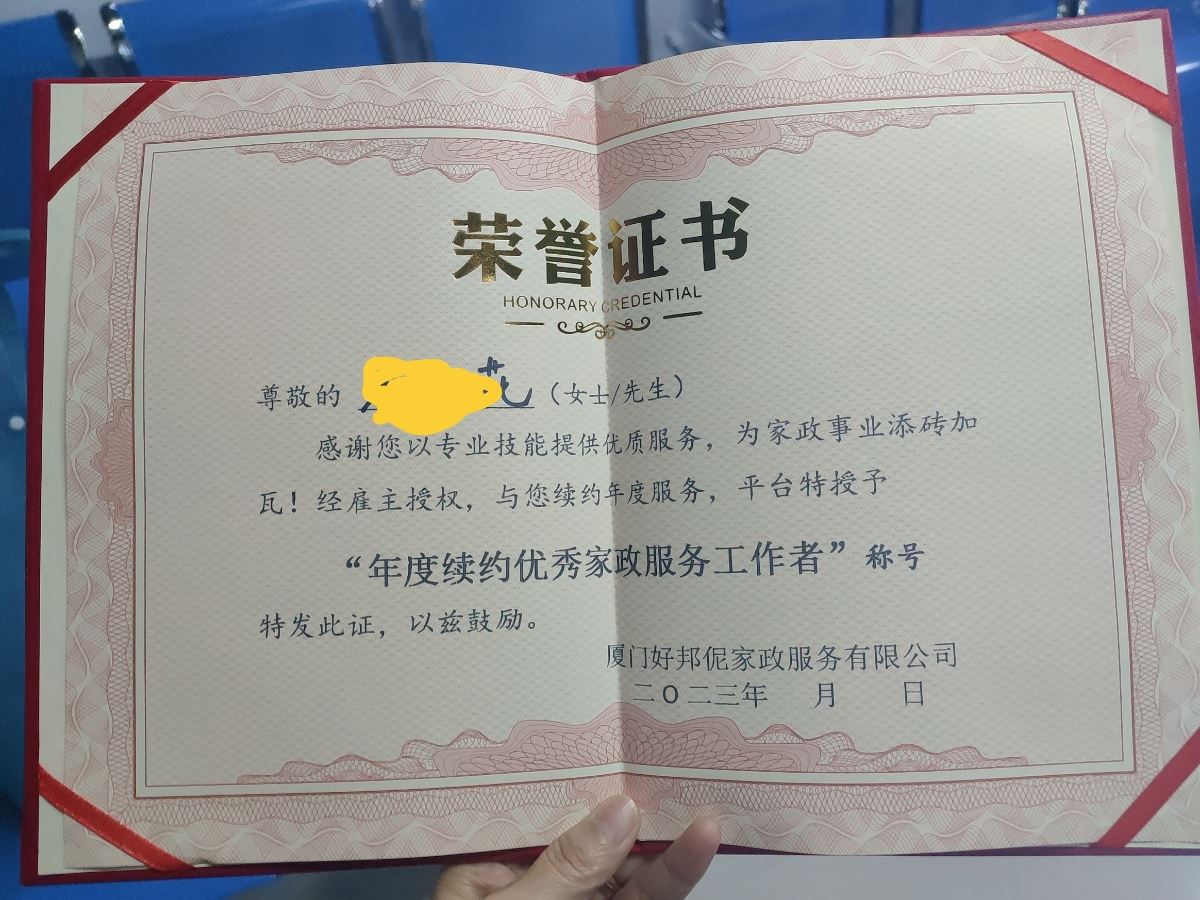 荣誉证书
HONORARY CREDENTIAL
尊敬的 花（女士/先生）
感谢您以专业技能提供优质服务，为家政事业添砖加
瓦！经雇主授权，与您续约年度服务，平台特授予
“年度续约优秀家政服务工作者”称号
特发此证，以兹鼓励。
厦门好邦伲家政服务有限公司
二〇二三年 月 日